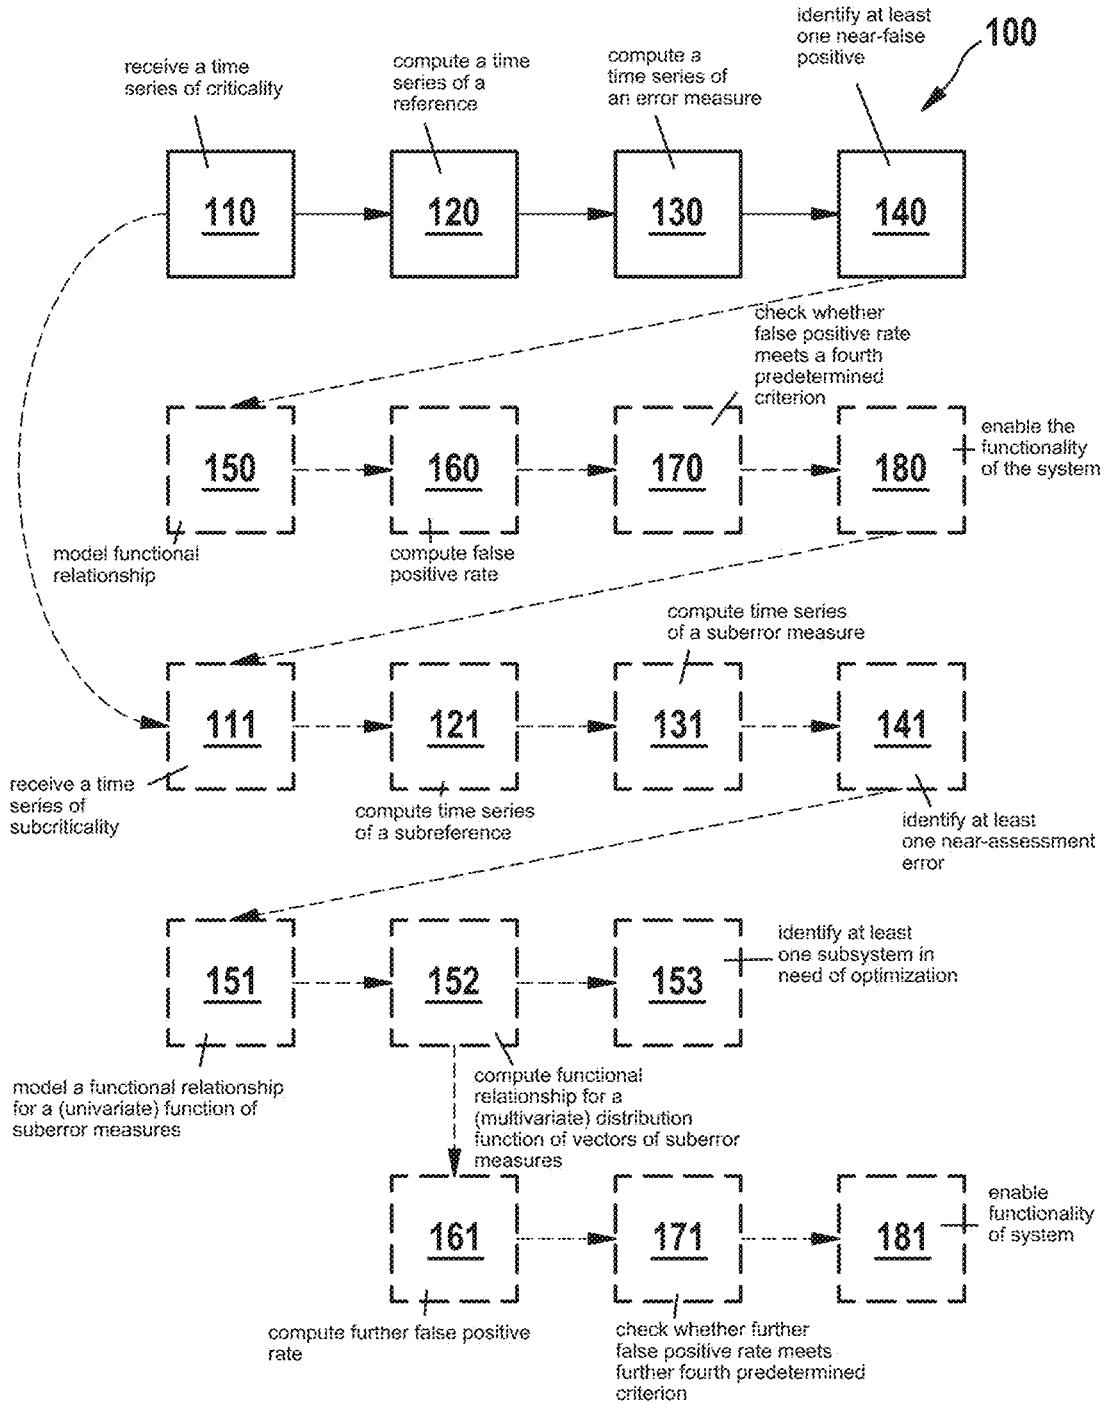 identify at least
one near-false
positive
100
compute a
time series of
an error measure
compute a time
series of a
reference
receive a time
series of criticality
110
120
130
140
check whether
false positive rate
meets a fourth
predetermined
criterion
enable the
functionality
of the system
150
160
170
180
model functional
relationship
compute false
positive rate
compute time series
of a suberror measure
111
121
131
141
receive a time
series of
subcriticality
compute time series
of a subreference
identify at least
one near-assessment
error
identify at least
one subsystem in
need of optimization
151
152
153
model a functional relationship
for a (univariate) function of
suberror measures
compute functional
relationship for a
(multivariate) distribution
function of vectors of suberror
measures
enable
functionality
of system
161
171
181
compute further false positive
rate
check whether further
false positive rate meets
further fourth predetermined
criterion